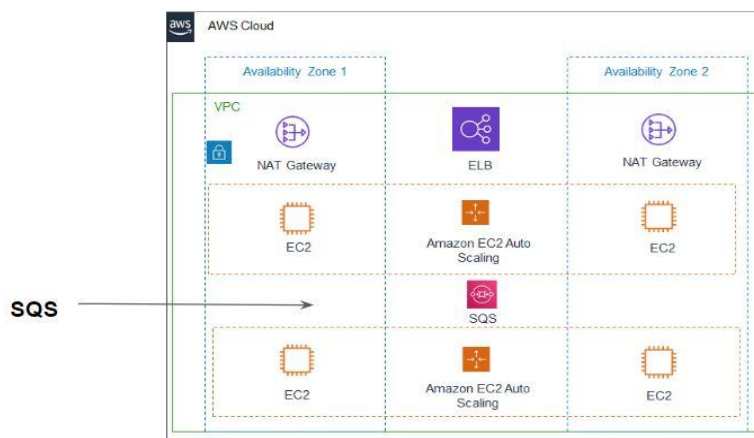 aws
AWS Cloud
Availability Zone 1
Availability Zone 2
VPC
NAT Gateway
ELB
NAT Gateway
EC2
Amazon EC2 Auto
Scaling
EC2
SQS
SQS
EC2
Amazon EC2 Auto
Scaling
EC2